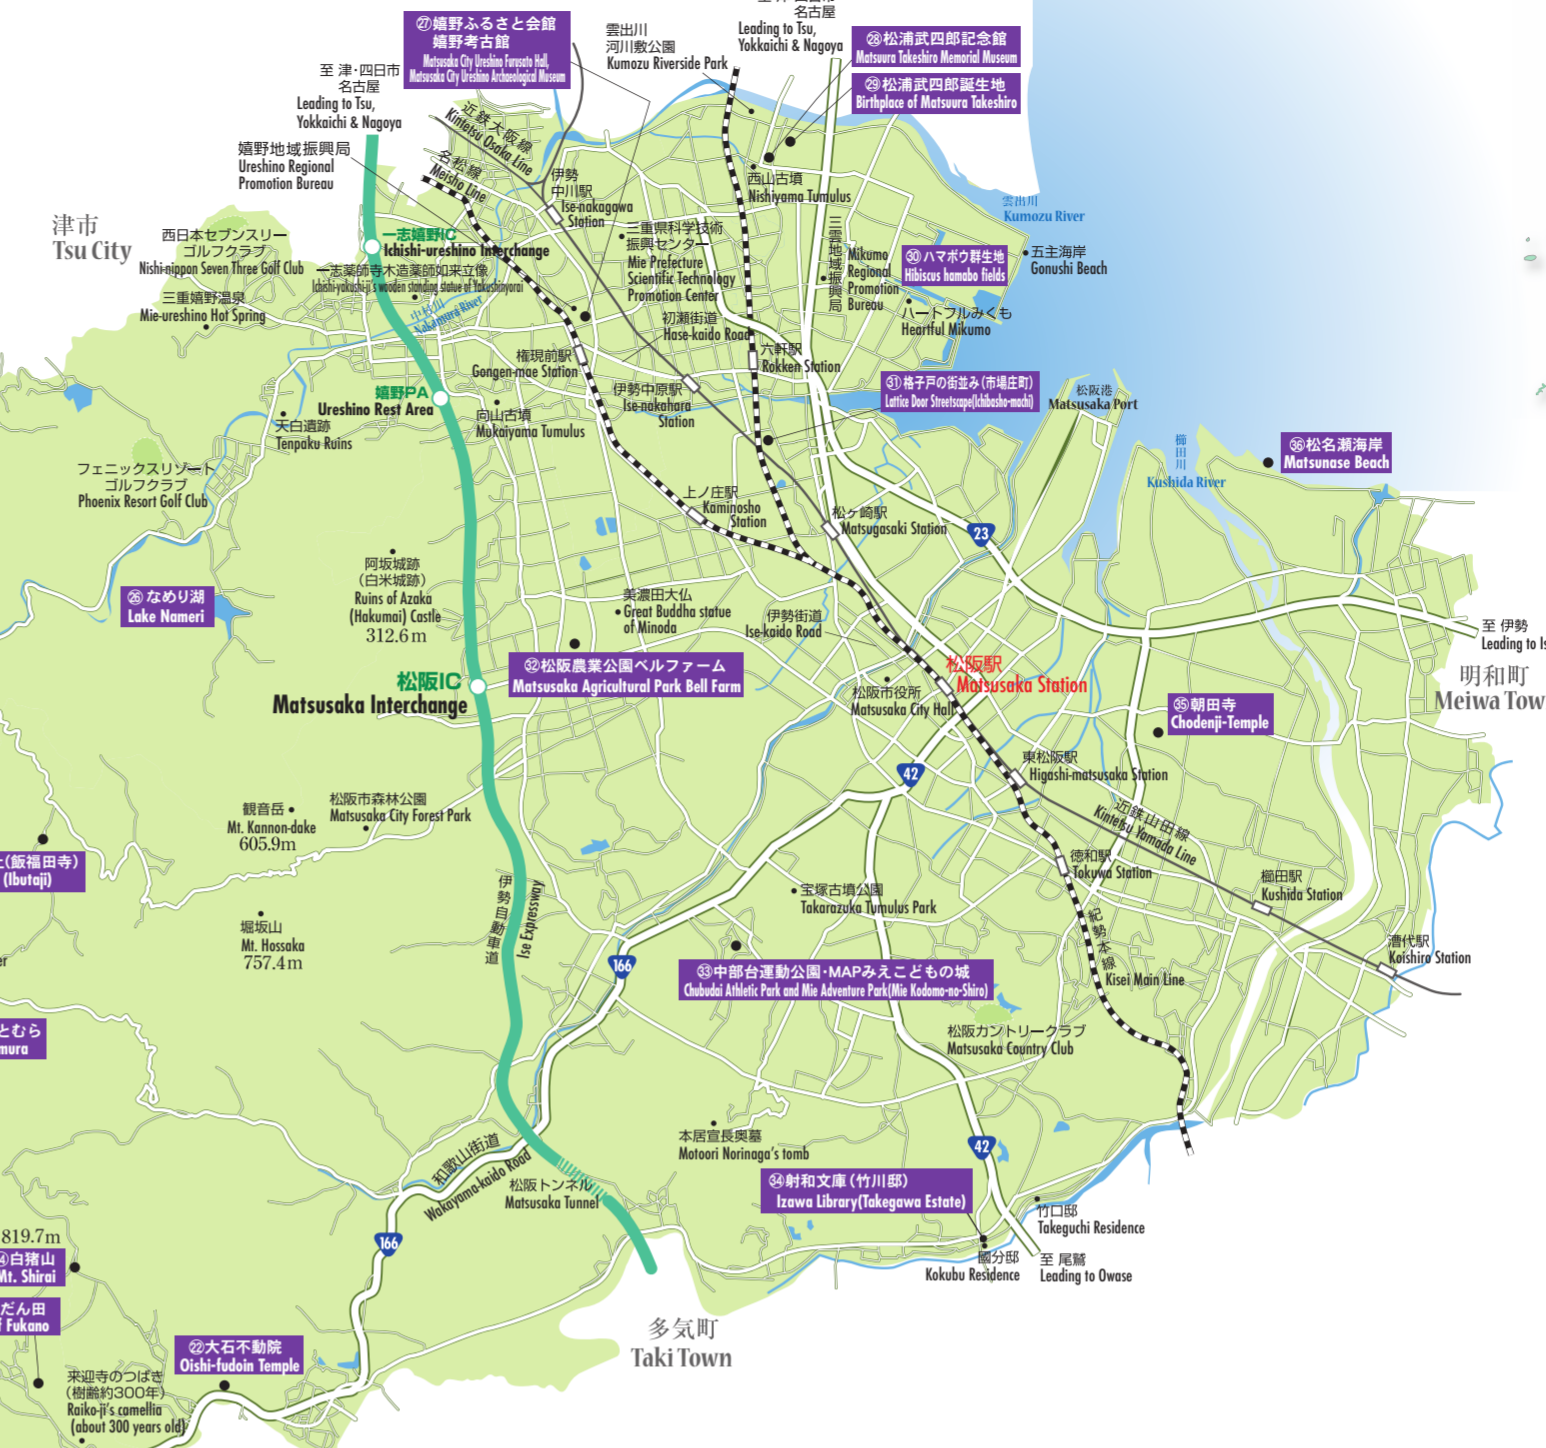 ㉗嬉野ふるさと会館
嬉野考古館
Matsusaka City Ureshino Furusato Hall,
Matsusaka City Ureshino Archaeological Museum
雲出川
河川敷公園
Kumozu Riverside Park
名古屋
Leading to Tsu,
Yokkaichi & Nagoya
㉘松浦武四郎記念館
Matsuura Takeshiro Memorial Museum
㉙松浦武四郎誕生地
Birthplace of Matsuura Takeshiro
至 津・四日市
名古屋
Leading to Tsu,
Yokkaichi & Nagoya
嬉野地域振興局
Ureshino Regional
Promotion Bureau
近鉄大阪線
Kintetsu Osaka Line
名松線
Meisho Line
伊勢
中川駅
Ise-nakagawa
Station
西山古墳
Nishiyama Tumulus
雲出川
Kumozu River
津市
Tsu City
西日本セブンスリー
ゴルフクラブ
Nishi-nippon Seven Three Golf Club
一志嬉野IC
Ichishi-ureshino Interchange
一志薬師寺木造薬師如来立像
Ichishi-yakushi-ji's wooden standing statue of Yakushinyorai
三重嬉野温泉
Mie-ureshino Hot Spring
中村川
Nakamura River
三重県科学技術
振興センター
Mie Prefecture
Scientific Technology
Promotion Center
三雲地域振興局
Mikumo
Regional
Promotion
Bureau
㉚ハマボウ群生地
Hibiscus hamabo fields
五主海岸
Gonushi Beach
ハートフルみくも
Heartful Mikumo
初瀬街道
Hase-kaido Road
権現前駅
Gongen-mae Station
六軒駅
Rokken Station
伊勢中原駅
Ise-nakahara
Station
㉛格子戸の街並み(市場庄町)
Lattice Door Streetscape(Ichibasho-machi)
松阪港
Matsusaka Port
嬉野PA
Ureshino Rest Area
向山古墳
Mukaiyama Tumulus
天白遺跡
Tenpaku Ruins
櫛田川
Kushida River
㊱松名瀬海岸
Matsunase Beach
フェニックスリゾート
ゴルフクラブ
Phoenix Resort Golf Club
上ノ庄駅
Kaminosho
Station
松ヶ崎駅
Matsugasaki Station
23
阿坂城跡
(白米城跡)
Ruins of Azaka
(Hakumai) Castle
312.6m
㉖なめり湖
Lake Nameri
美濃田大仏
Great Buddha statue
of Minoda
伊勢街道
Ise-kaido Road
至 伊勢
Leading to Is
明和町
Meiwa Tow
松阪IC
Matsusaka Interchange
㉜松阪農業公園ベルファーム
Matsusaka Agricultural Park Bell Farm
松阪駅
Matsusaka Station
松阪市役所
Matsusaka City Hall
㉟朝田寺
Chodenji-Temple
42
東松阪駅
Higashi-matsusaka Station
観音岳
Mt. Kannon-dake
605.9m
松阪市森林公園
Matsusaka City Forest Park
近鉄山田線
Kintetsu Yamada Line
(飯福田寺)
(Ibutaji)
徳和駅
Tokuwa Station
櫛田駅
Kushida Station
伊勢自動車道
Ise Expressway
宝塚古墳公園
Takarazuka Tumulus Park
堀坂山
Mt. Hossaka
757.4m
紀勢本線
Kisei Main Line
漕代駅
Koishiro Station
er
166
㉝中部台運動公園・MAPみえこどもの城
Chubudai Athletic Park and Mie Adventure Park(Mie Kodomo-no-Shiro)
とむら
mura
松阪カントリークラブ
Matsusaka Country Club
本居宣長奥墓
Motoori Norinaga's tomb
42
和歌山街道
Wakayama-kaido Road
松阪トンネル
Matsusaka Tunnel
㉞射和文庫(竹川邸)
Izawa Library(Takegawa Estate)
竹口邸
Takeguchi Residence
國分邸
Kokubu Residence
至 尾鷲
Leading to Owase
819.7m
166
白猪山
Mt. Shirai
だん田
f Fukano
多気町
Taki Town
㉒大石不動院
Oishi-fudoin Temple
来迎寺のつばき
(樹齢約300年)
Raiko-ji's camellia
(about 300 years old)